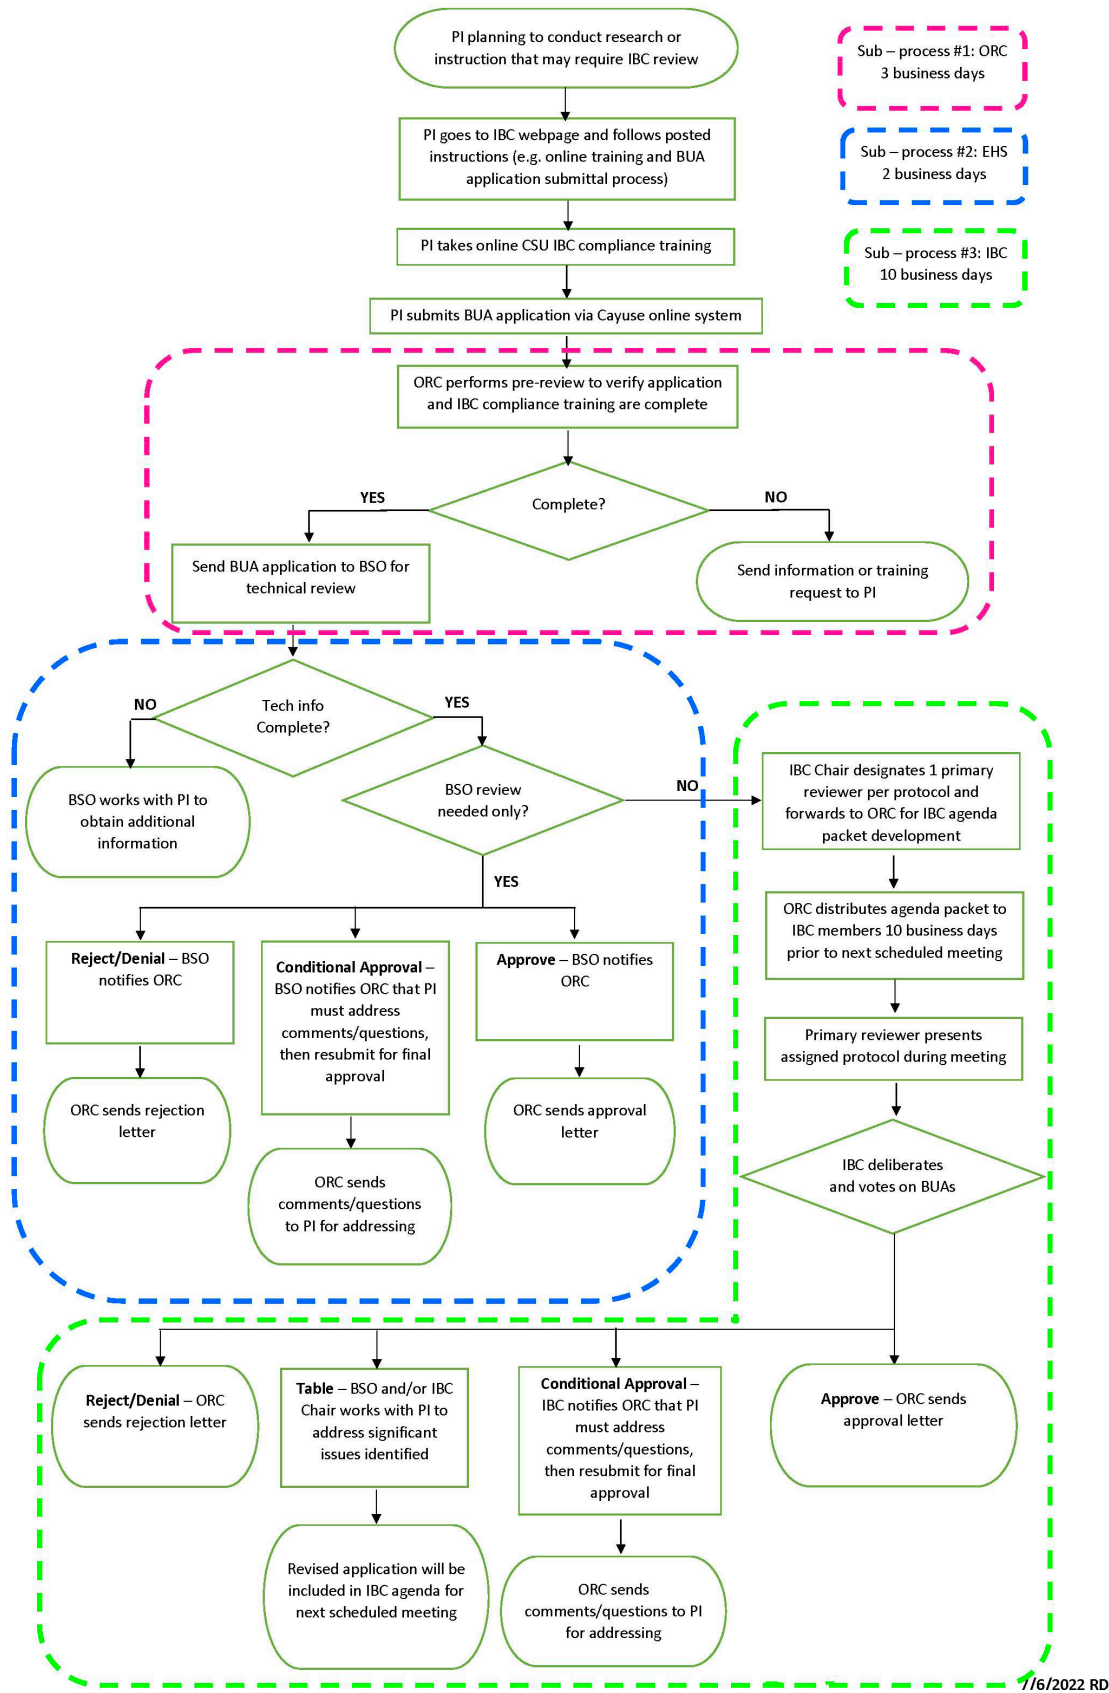 PI planning to conduct research or
instruction that may require IBC review
Sub – process #1: ORC
3 business days
PI goes to IBC webpage and follows posted
instructions (e.g. online training and BUA
application submittal process)
Sub – process #2: EHS
2 business days
PI takes online CSU IBC compliance training
Sub – process #3: IBC
10 business days
PI submits BUA application via Cayuse online system
ORC performs pre-review to verify application
and IBC compliance training are complete
Complete?
YES
NO
Send BUA application to BSO for
technical review
Send information or training
request to PI
Tech info
Complete?
NO
YES
BSO works with PI to
obtain additional
information
BSO review
needed only?
NO
YES
IBC Chair designates 1 primary
reviewer per protocol and
forwards to ORC for IBC agenda
packet development
ORC distributes agenda packet to
IBC members 10 business days
prior to next scheduled meeting
Primary reviewer presents
assigned protocol during meeting
IBC deliberates
and votes on BUAs
Reject/Denial – BSO
notifies ORC
Conditional Approval –
BSO notifies ORC that PI
must address
comments/questions,
then resubmit for final
approval
Approve – BSO notifies
ORC
ORC sends rejection
letter
ORC sends
comments/questions
to PI for addressing
ORC sends approval
letter
Reject/Denial – ORC
sends rejection letter
Table – BSO and/or IBC
Chair works with PI to
address significant
issues identified
Conditional Approval –
IBC notifies ORC that PI
must address
comments/questions,
then resubmit for final
approval
Approve – ORC sends
approval letter
Revised application will be
included in IBC agenda for
next scheduled meeting
ORC sends
comments/questions to PI
for addressing
7/6/2022 RD